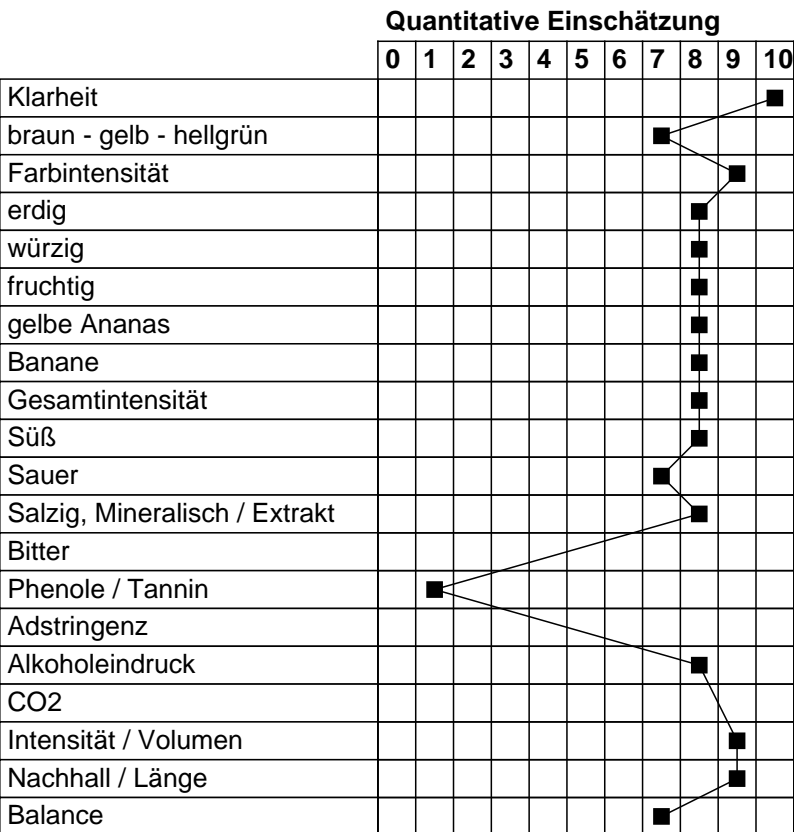 Quantitative Einschätzung
0 1 2 3 4 5 6 7 8 9 10
Klarheit
braun - gelb - hellgrün
Farbintensität
erdig
würzig
fruchtig
gelbe Ananas
Banane
Gesamtintensität
Süß
Sauer
Salzig, Mineralisch / Extrakt
Bitter
Phenole / Tannin
Adstringenz
Alkoholeindruck
CO2
Intensität / Volumen
Nachhall / Länge
Balance